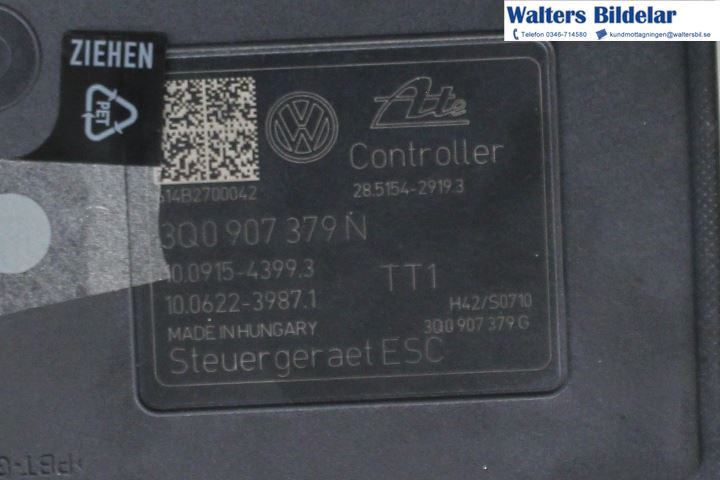 Walters Bildelar
Telefon 0346-714580 kundmottagningen@waltersbil.se
ZIEHEN
PET
Ate
Controller
614B2700042 28.5154-2919.3
3Q0 907 379 N
10.0915-4399.3 TT1
10.0622-3987.1 H42/S0710
MADE IN HUNGARY 3Q0 907 379 G
Steuergeraet ESC